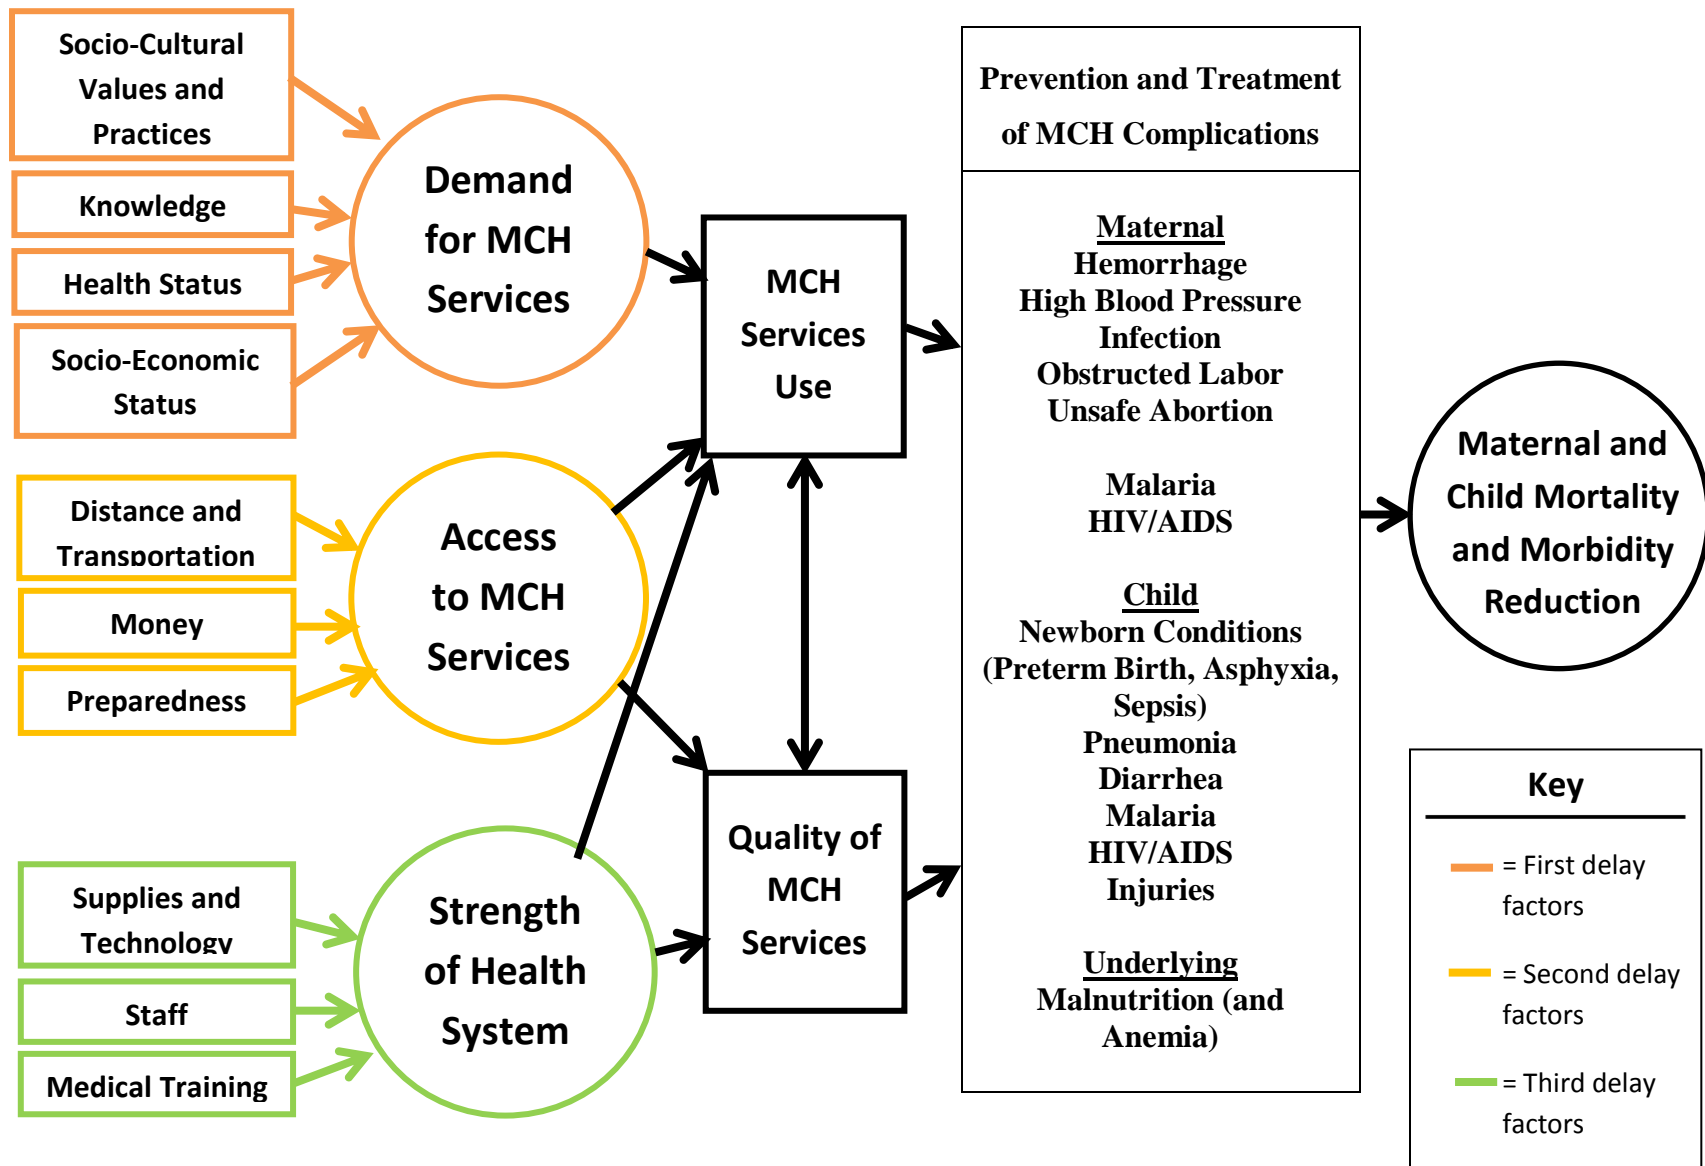 Socio-Cultural
Values and
Practices
Knowledge
Health Status
Socio-Economic
Status
Distance and
Transportation
Money
Preparedness
Supplies and
Technology
Staff
Medical Training
Demand
for MCH
Services
Access
to MCH
Services
Strength
of Health
System
MCH
Services
Use
Quality of
MCH
Services
Prevention and Treatment
of MCH Complications
Maternal
Hemorrhage
High Blood Pressure
Infection
Obstructed Labor
Unsafe Abortion
Malaria
HIV/AIDS
Child
Newborn Conditions
(Preterm Birth, Asphyxia,
Sepsis)
Pneumonia
Diarrhea
Malaria
HIV/AIDS
Injuries
Underlying
Malnutrition (and
Anemia)
Maternal and
Child Mortality
and Morbidity
Reduction
Key
= First delay
factors
= Second delay
factors
= Third delay
factors